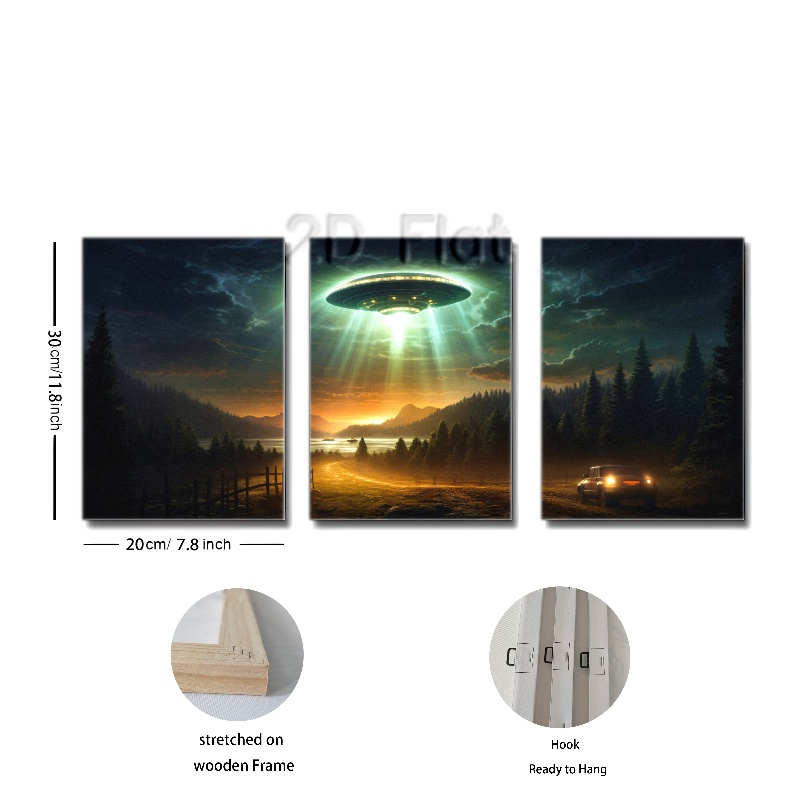 2D Flat
30cm/11.8inch
20cm/ 7.8 inch
stretched on
wooden Frame
Hook
Ready to Hang